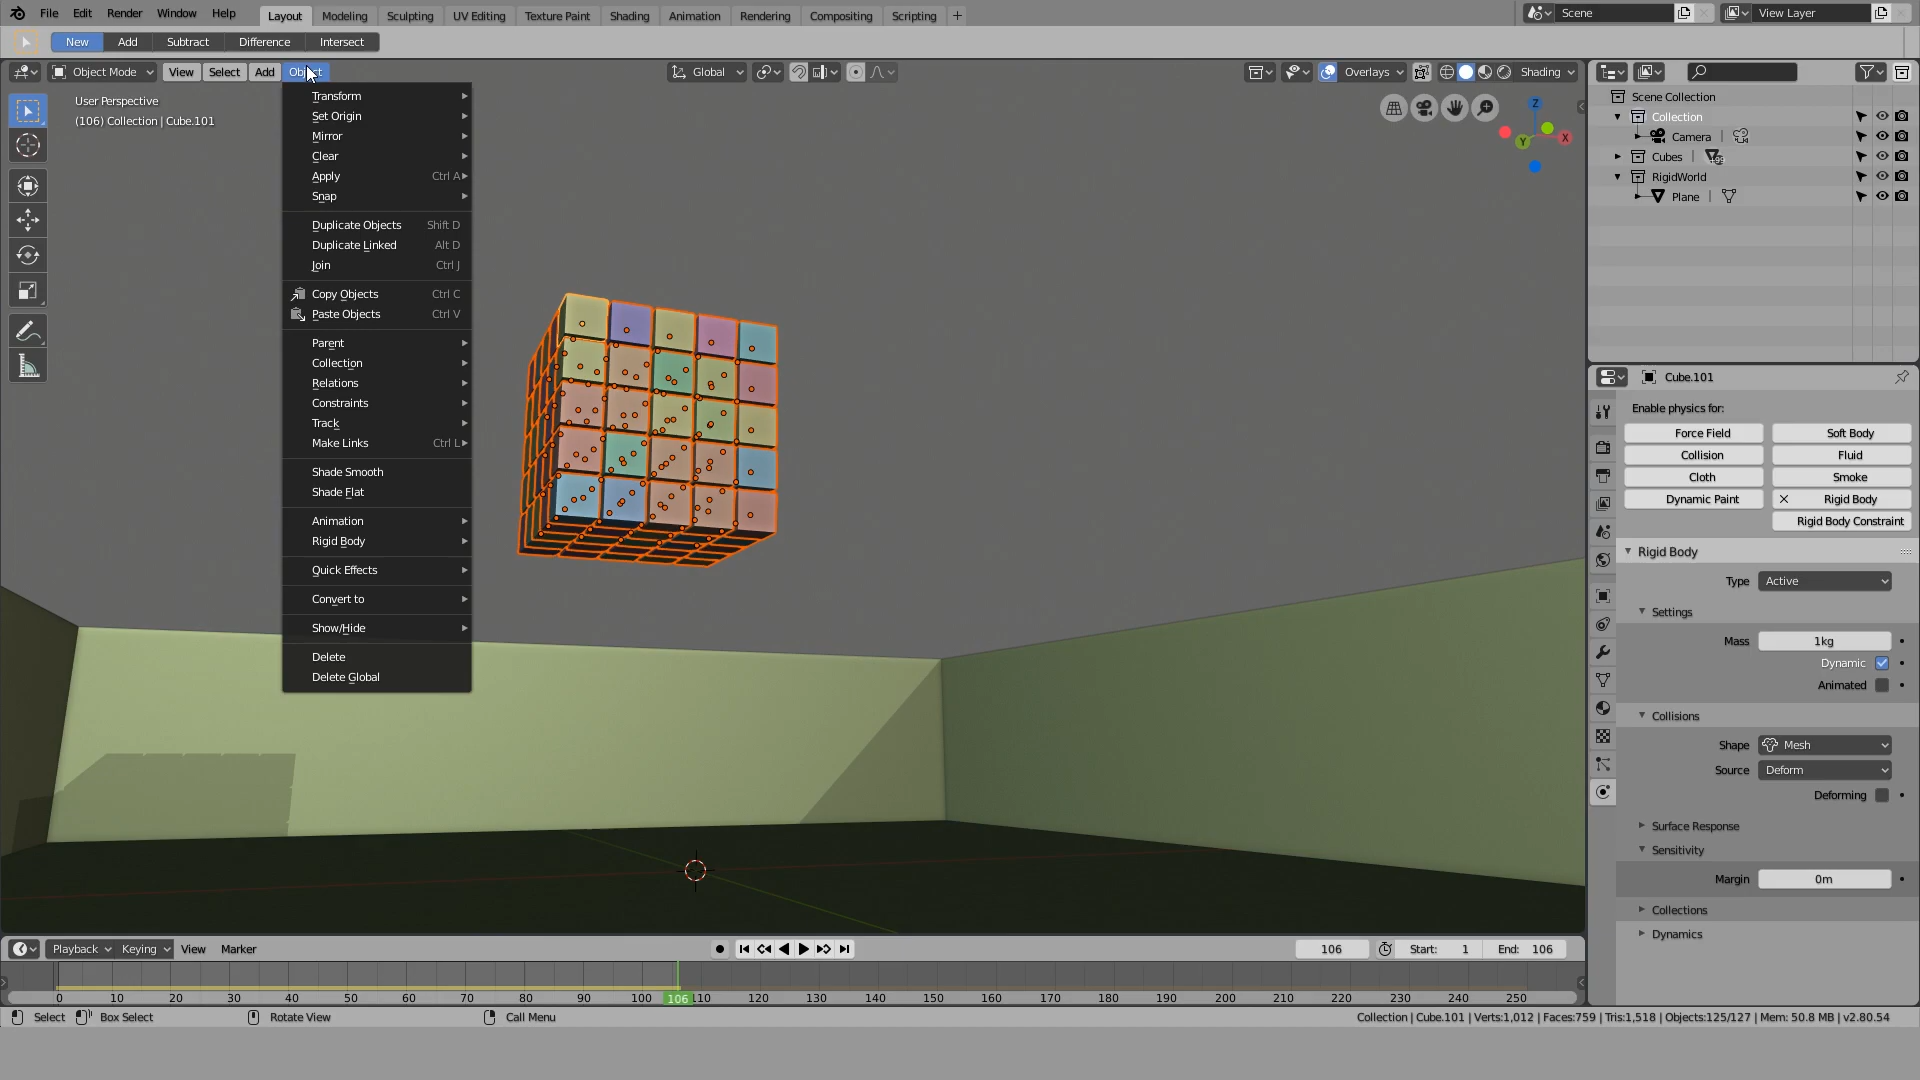 File Edit Render Window Help Layout Modeling Sculpting UV Editing Texture Paint Shading Animation Rendering Compositing Scripting + Scene View Layer
New Add Subtract Difference Intersect
Object Mode View Select Add Object Global Overlays Shading
User Perspective
(106) Collection | Cube.101
Transform
Set Origin
Mirror
Clear
Apply Ctrl A
Snap
Duplicate Objects Shift D
Duplicate Linked Alt D
Join Ctrl J
Copy Objects Ctrl C
Paste Objects Ctrl V
Parent
Collection
Relations
Constraints
Track
Make Links Ctrl L
Shade Smooth
Shade Flat
Animation
Rigid Body
Quick Effects
Convert to
Show/Hide
Delete
Delete Global
Z
Y
X
Scene Collection
Collection
Camera
Cubes +99
RigidWorld
Plane
Cube.101
Enable physics for:
Force Field Soft Body
Collision Fluid
Cloth Smoke
Dynamic Paint Rigid Body
Rigid Body Constraint
Rigid Body
Type Active
Settings
Mass 1kg
Dynamic
Animated
Collisions
Shape Mesh
Source Deform
Deforming
Surface Response
Sensitivity
Margin 0m
Collections
Dynamics
Playback Keying View Marker 106 Start: 1 End: 106
0 10 20 30 40 50 60 70 80 90 100 106 110 120 130 140 150 160 170 180 190 200 210 220 230 240 250
Select Box Select Rotate View Call Menu Collection | Cube.101 | Verts:1,012 | Faces:759 | Tris:1,518 | Objects:125/127 | Mem: 50.8 MB | v2.80.54